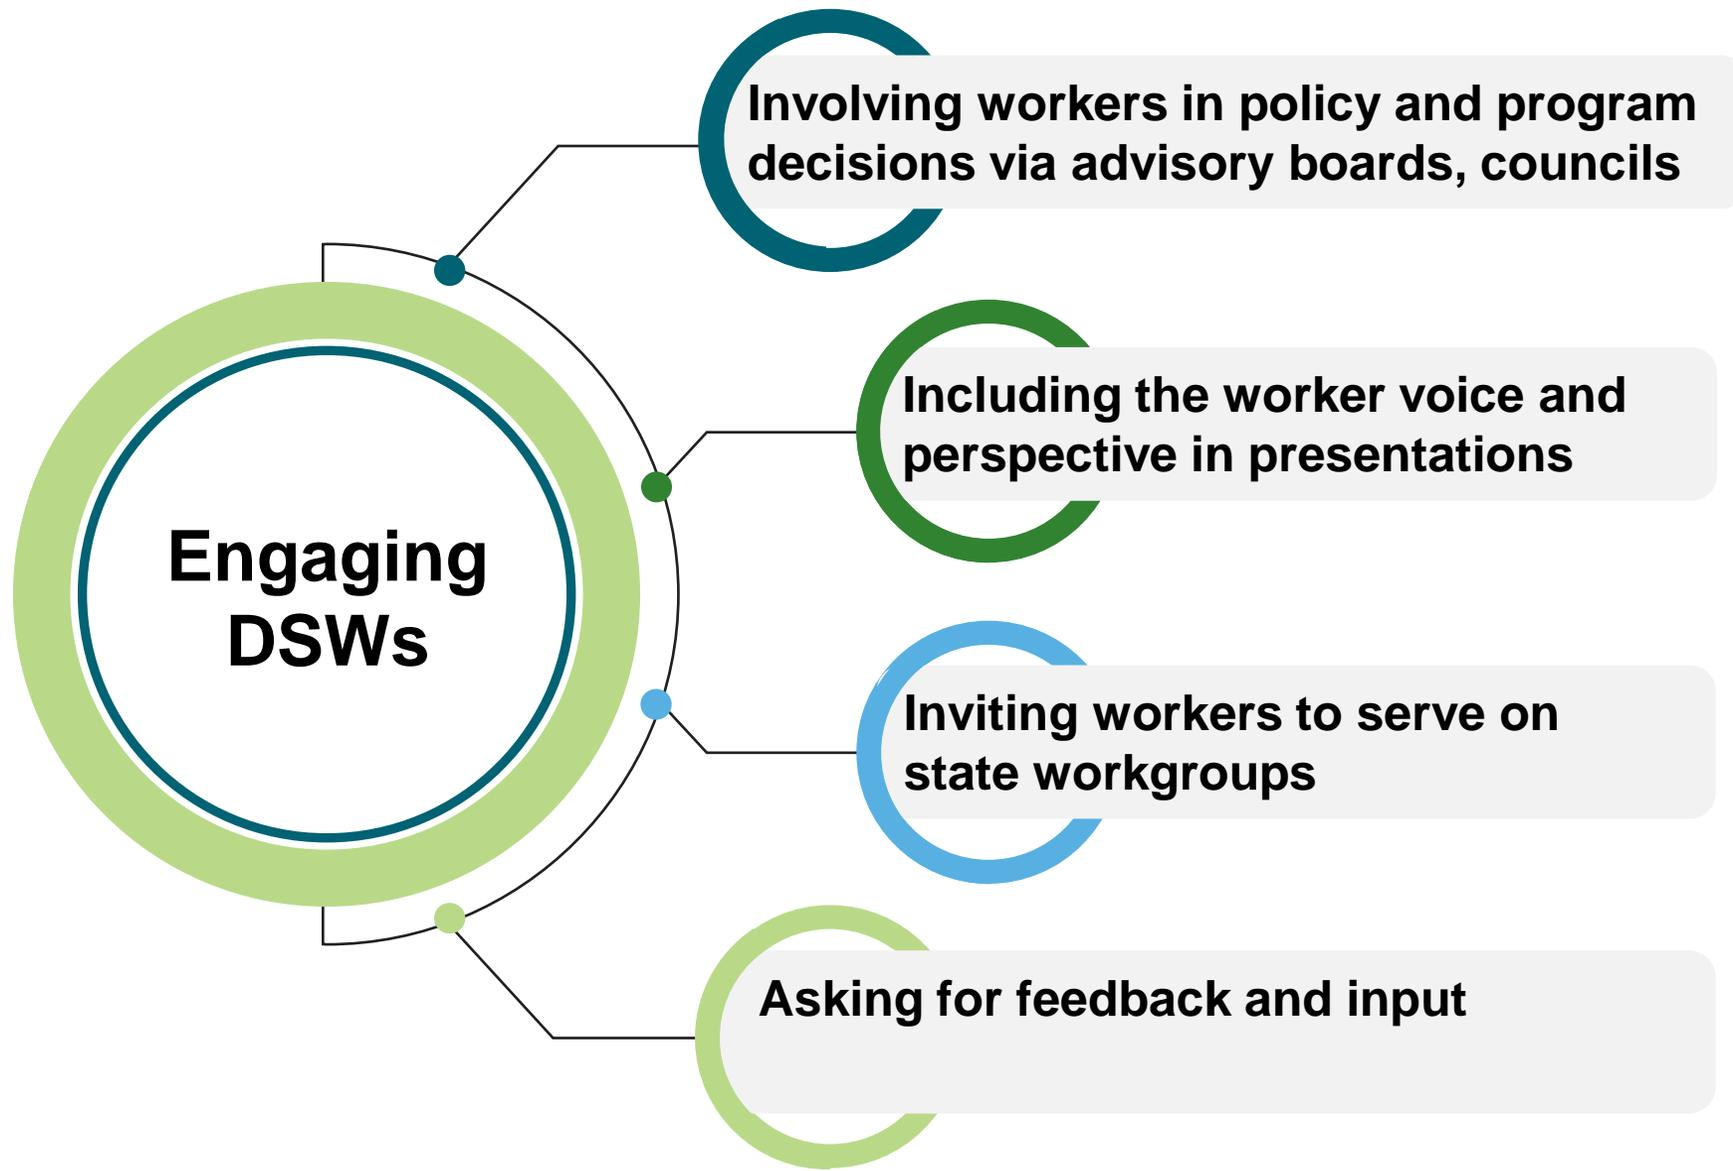 Involving workers in policy and program
decisions via advisory boards, councils
Including the worker voice and
perspective in presentations
Engaging
DSWs
Inviting workers to serve on
state workgroups
Asking for feedback and input